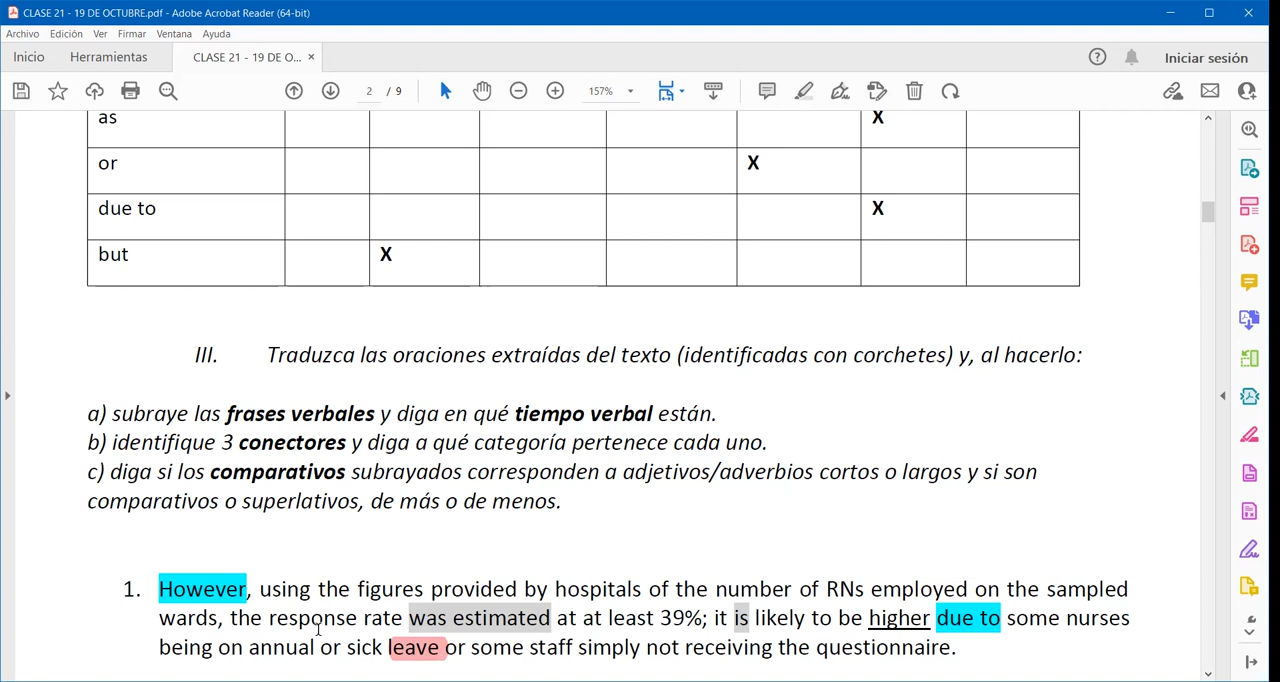 CLASE 21 - 19 DE OCTUBRE.pdf - Adobe Acrobat Reader (64-bit)
Archivo Edición Ver Firmar Ventana Ayuda
Inicio Herramientas CLASE 21 - 19 DE O... × Iniciar sesión
2 / 9 157%
as X
or X
due to X
but X
III. Traduzca las oraciones extraídas del texto (identificadas con corchetes) y, al hacerlo:
a) subraye las frases verbales y diga en qué tiempo verbal están.
b) identifique 3 conectores y diga a qué categoría pertenece cada uno.
c) diga si los comparativos subrayados corresponden a adjetivos/adverbios cortos o largos y si son
comparativos o superlativos, de más o de menos.
1. However, using the figures provided by hospitals of the number of RNs employed on the sampled
wards, the response rate was estimated at at least 39%; it is likely to be higher due to some nurses
being on annual or sick leave or some staff simply not receiving the questionnaire.